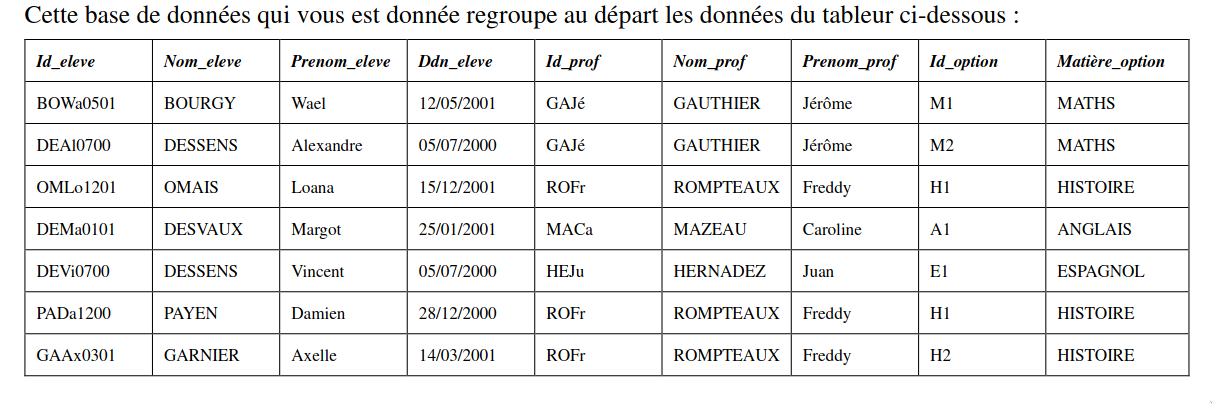 Cette base de données qui vous est donnée regroupe au départ les données du tableur ci-dessous :
Id_eleve Nom_eleve Prenom_eleve Ddn_eleve Id_prof Nom_prof Prenom_prof Id_option Matière_option
BOWa0501 BOURGY Wael 12/05/2001 GAJé GAUTHIER Jérôme M1 MATHS
DEAl0700 DESSENS Alexandre 05/07/2000 GAJé GAUTHIER Jérôme M2 MATHS
OMLo1201 OMAIS Loana 15/12/2001 ROFr ROMPTEAUX Freddy H1 HISTOIRE
DEMa0101 DESVAUX Margot 25/01/2001 MACa MAZEAU Caroline A1 ANGLAIS
DEVi0700 DESSENS Vincent 05/07/2000 HEJu HERNADEZ Juan E1 ESPAGNOL
PADa1200 PAYEN Damien 28/12/2000 ROFr ROMPTEAUX Freddy H1 HISTOIRE
GAAx0301 GARNIER Axelle 14/03/2001 ROFr ROMPTEAUX Freddy H2 HISTOIRE